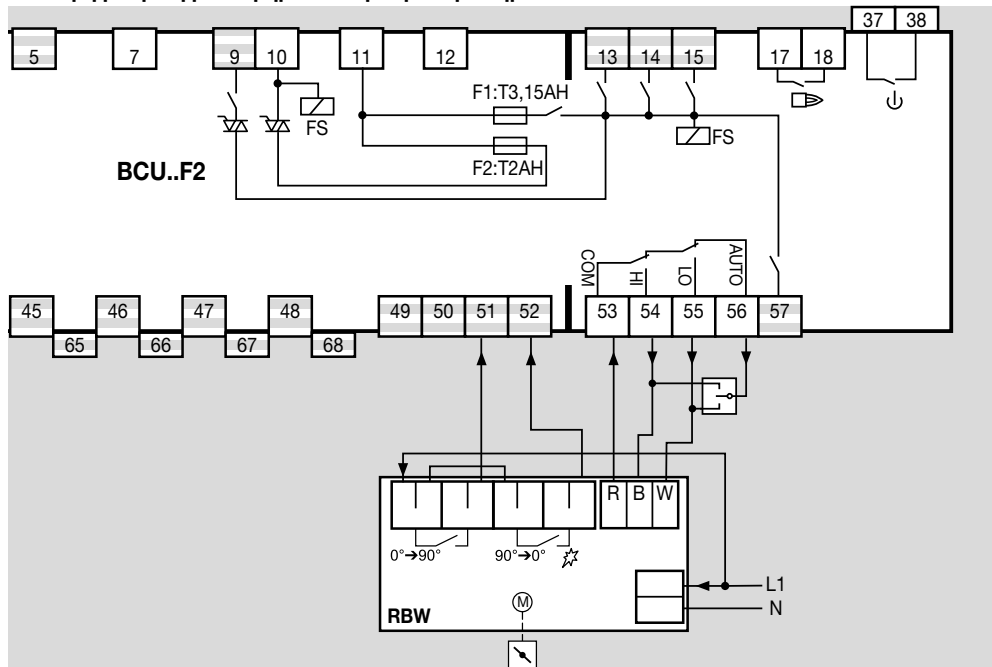 37 38
5 7 9 10 11 12 13 14 15 17 18
F1:T3,15AH
FS
FS
F2:T2AH
BCU..F2
COM HI LO AUTO
45 46 47 48 49 50 51 52 53 54 55 56 57
65 66 67 68
R B W
0°➔90° 90°➔0°
L1
M
N
RBW